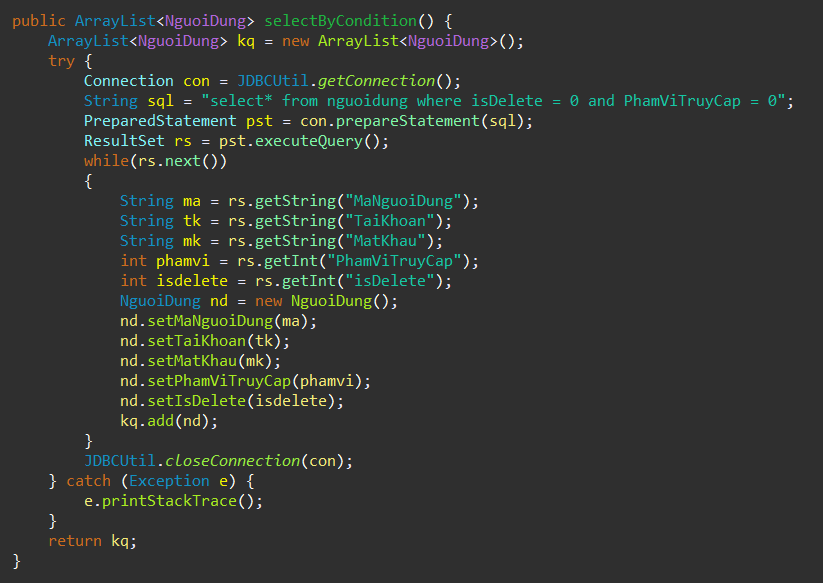 public ArrayList<NguoiDung> selectByCondition() {
    ArrayList<NguoiDung> kq = new ArrayList<NguoiDung>();
    try {
        Connection con = JDBCUtil.getConnection();
        String sql = "select* from nguoidung where isDelete = 0 and PhamViTruyCap = 0";
        PreparedStatement pst = con.prepareStatement(sql);
        ResultSet rs = pst.executeQuery();
        while(rs.next())
        {
            String ma = rs.getString("MaNguoiDung");
            String tk = rs.getString("TaiKhoan");
            String mk = rs.getString("MatKhau");
            int phamvi = rs.getInt("PhamViTruyCap");
            int isdelete = rs.getInt("isDelete");
            NguoiDung nd = new NguoiDung();
            nd.setMaNguoiDung(ma);
            nd.setTaiKhoan(tk);
            nd.setMatKhau(mk);
            nd.setPhamViTruyCap(phamvi);
            nd.setIsDelete(isdelete);
            kq.add(nd);
        }
        JDBCUtil.closeConnection(con);
    } catch (Exception e) {
        e.printStackTrace();
    }
    return kq;
}